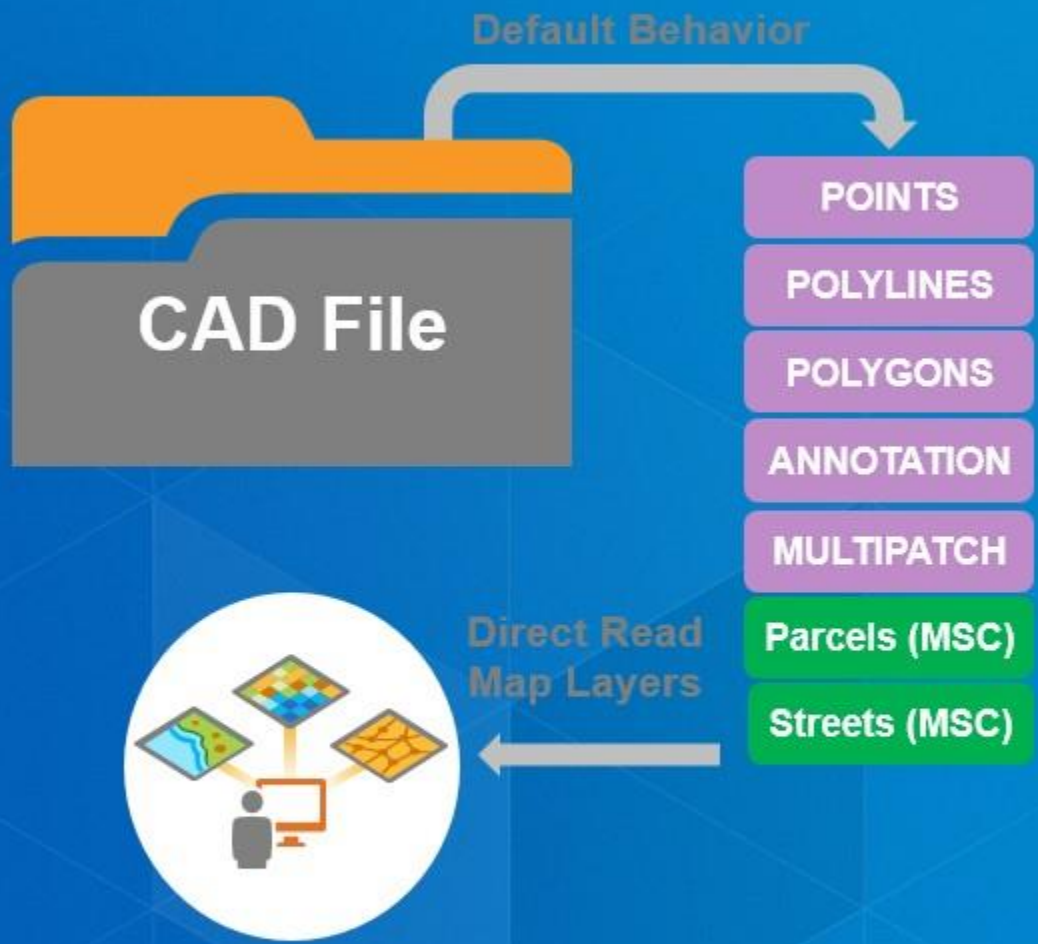 Default Behavior
CAD File
POINTS
POLYLINES
POLYGONS
ANNOTATION
MULTIPATCH
Parcels (MSC)
Streets (MSC)
Direct Read
Map Layers